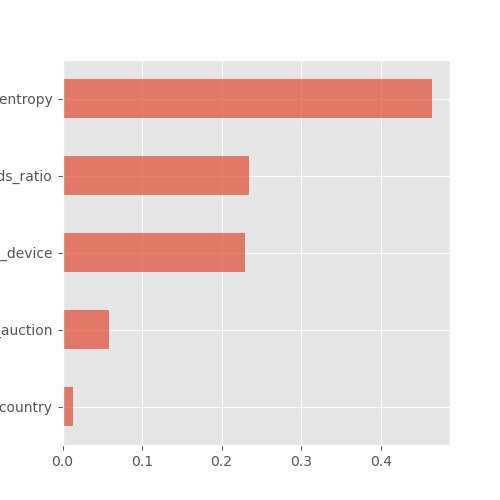 entropy
ds_ratio
_device
_auction
country
0.0 0.1 0.2 0.3 0.4